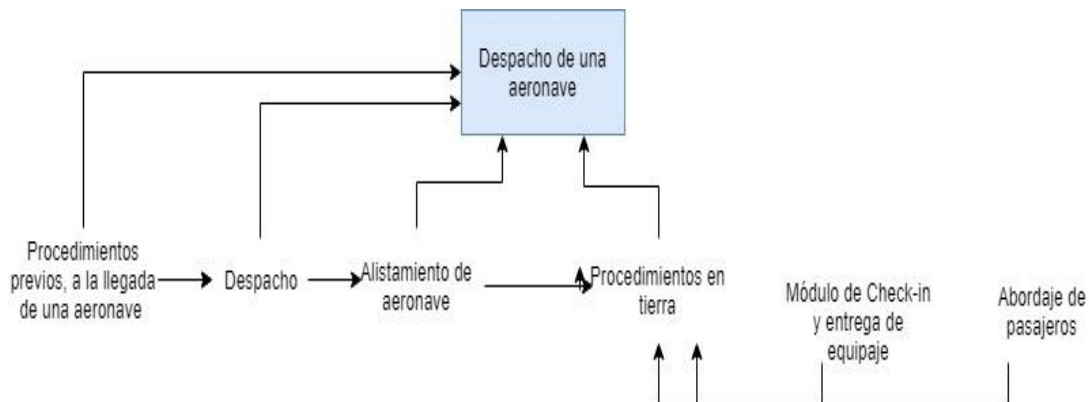 Despacho de una
aeronave
Procedimientos
previos, a la llegada
de una aeronave
Despacho
Alistamiento de
aeronave
Procedimientos en
tierra
Módulo de Check-in
y entrega de
equipaje
Abordaje de
pasajeros